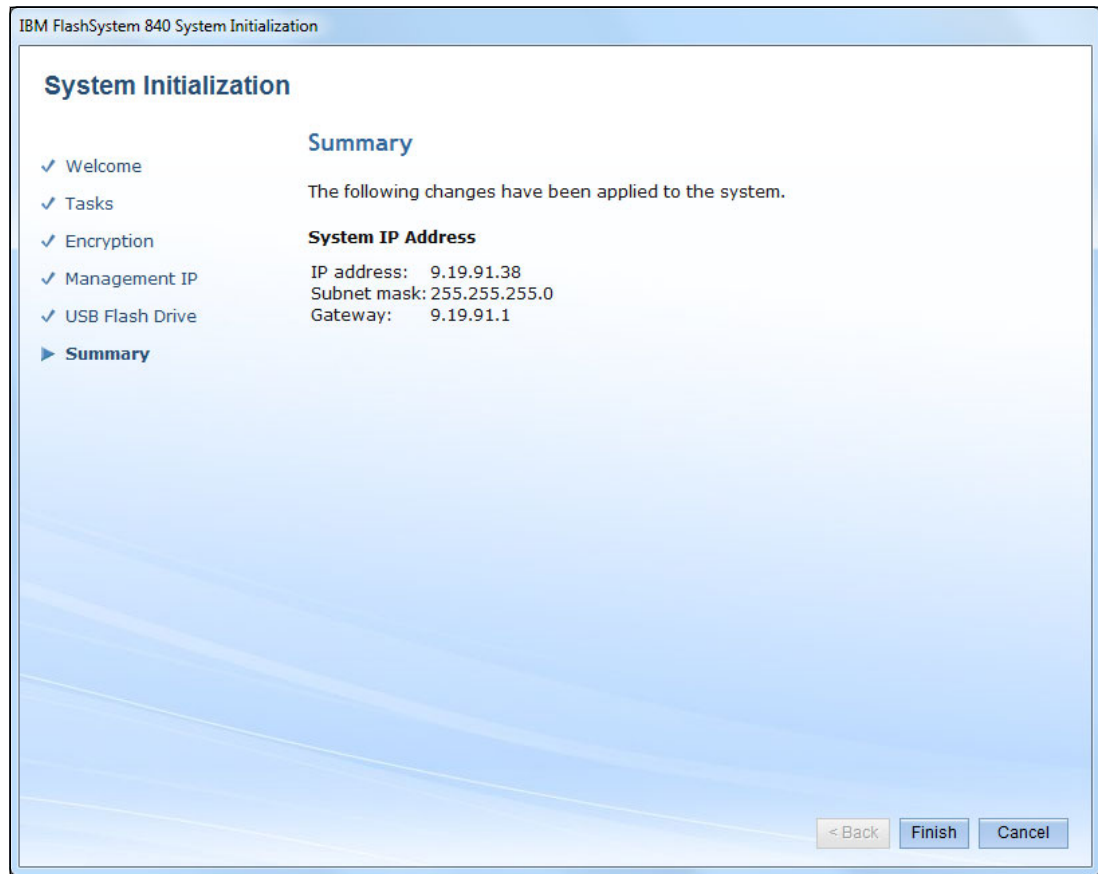 IBM FlashSystem 840 System Initialization
System Initialization
✓ Welcome
✓ Tasks
✓ Encryption
✓ Management IP
✓ USB Flash Drive
▶ Summary
Summary
The following changes have been applied to the system.
System IP Address
IP address: 9.19.91.38
Subnet mask: 255.255.255.0
Gateway: 9.19.91.1
< Back
Finish
Cancel